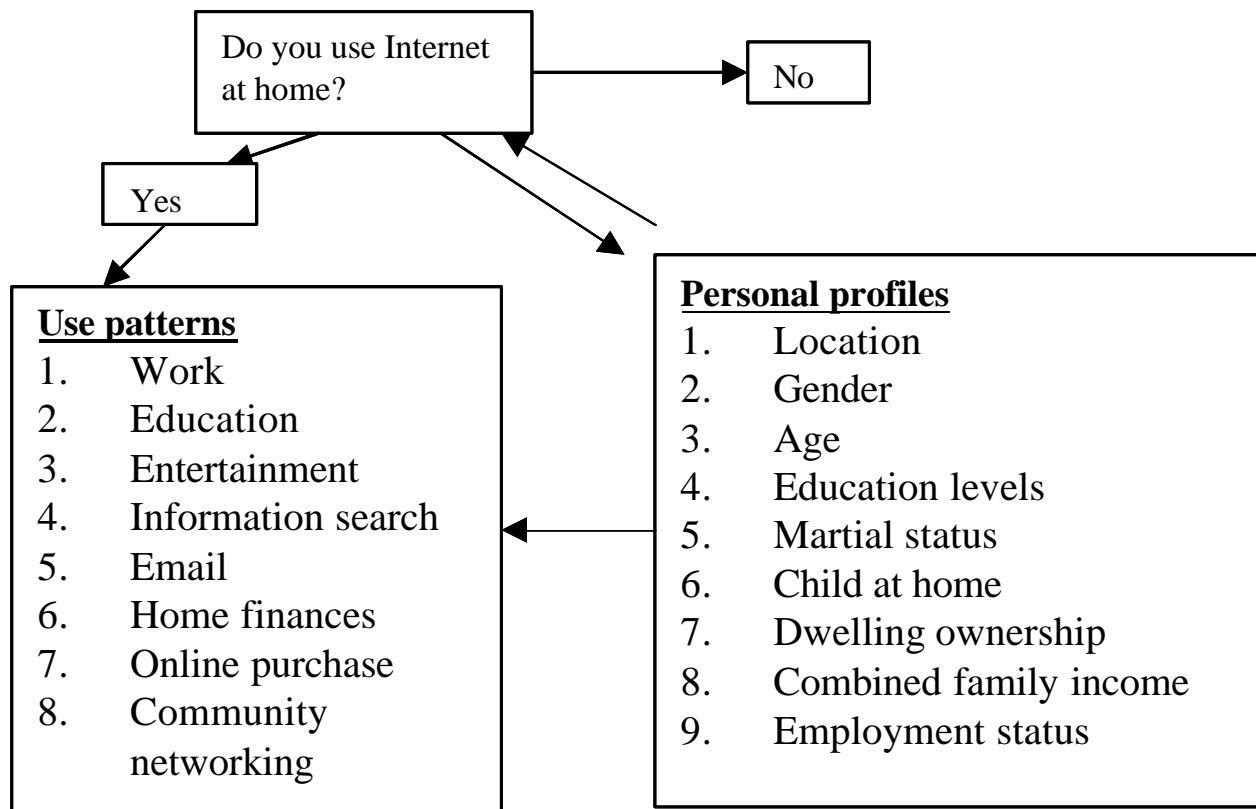 Do you use Internet
at home?
No
Yes
Use patterns
1. Work
2. Education
3. Entertainment
4. Information search
5. Email
6. Home finances
7. Online purchase
8. Community
networking
Personal profiles
1. Location
2. Gender
3. Age
4. Education levels
5. Martial status
6. Child at home
7. Dwelling ownership
8. Combined family income
9. Employment status